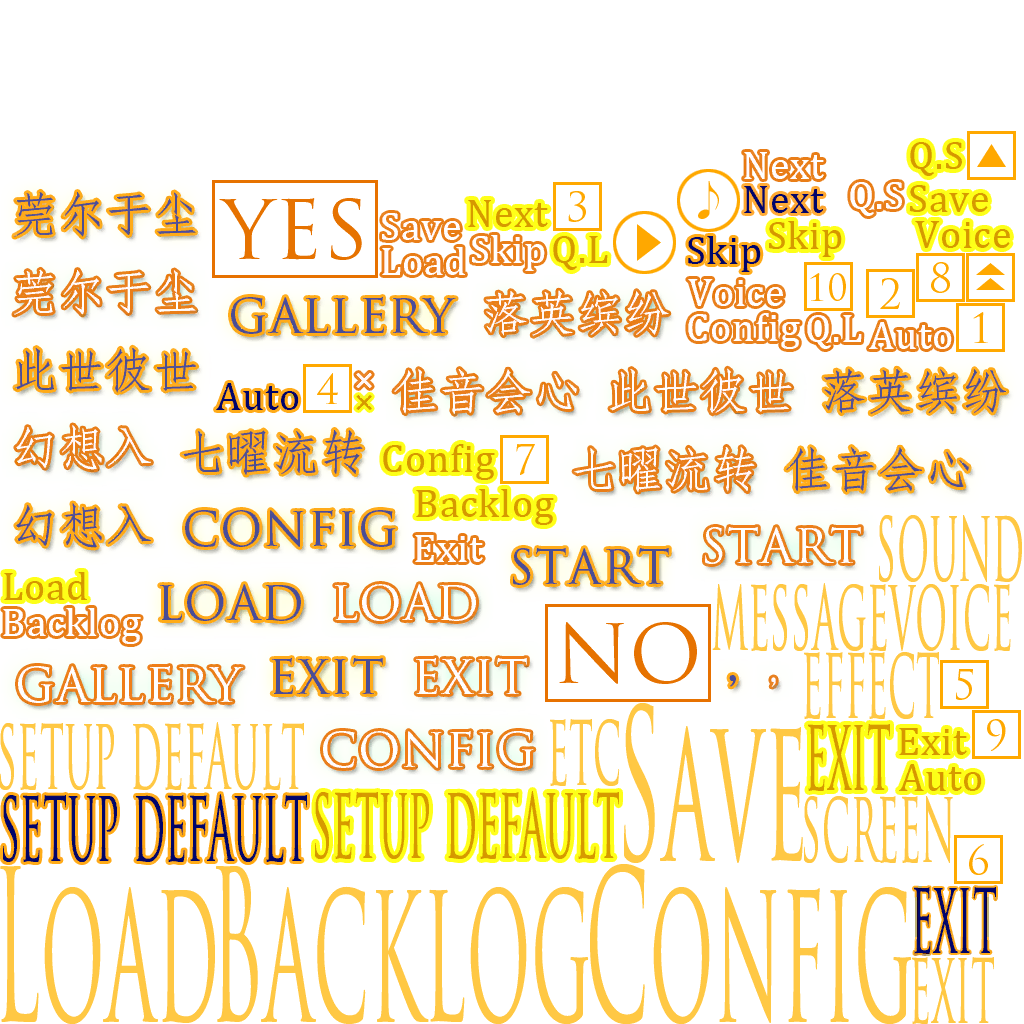 Q.S
Next
莞尔于尘
YES
Save
Next
3
♪
Next
Q.S
Save
Load
Skip
Q.L
Skip
Skip
Voice
莞尔于尘
GALLERY
落英缤纷
Voice
10
2
8
Config
Q.L
Auto
1
此世彼世
Auto
4
×
×
佳音会心
此世彼世
落英缤纷
幻想入
七曜流转
Config
7
七曜流转
佳音会心
Backlog
幻想入
CONFIG
Exit
START
START
SOUND
Load
Backlog
LOAD
LOAD
NO
MESSAGE
VOICE
GALLERY
EXIT
EXIT
,
,
EFFECT
5
SETUP DEFAULT
CONFIG
ETC
SAVE
EXIT
Exit
9
Auto
SETUP DEFAULT
SETUP DEFAULT
SCREEN
6
LOAD
BACKLOG
CONFIG
EXIT
EXIT